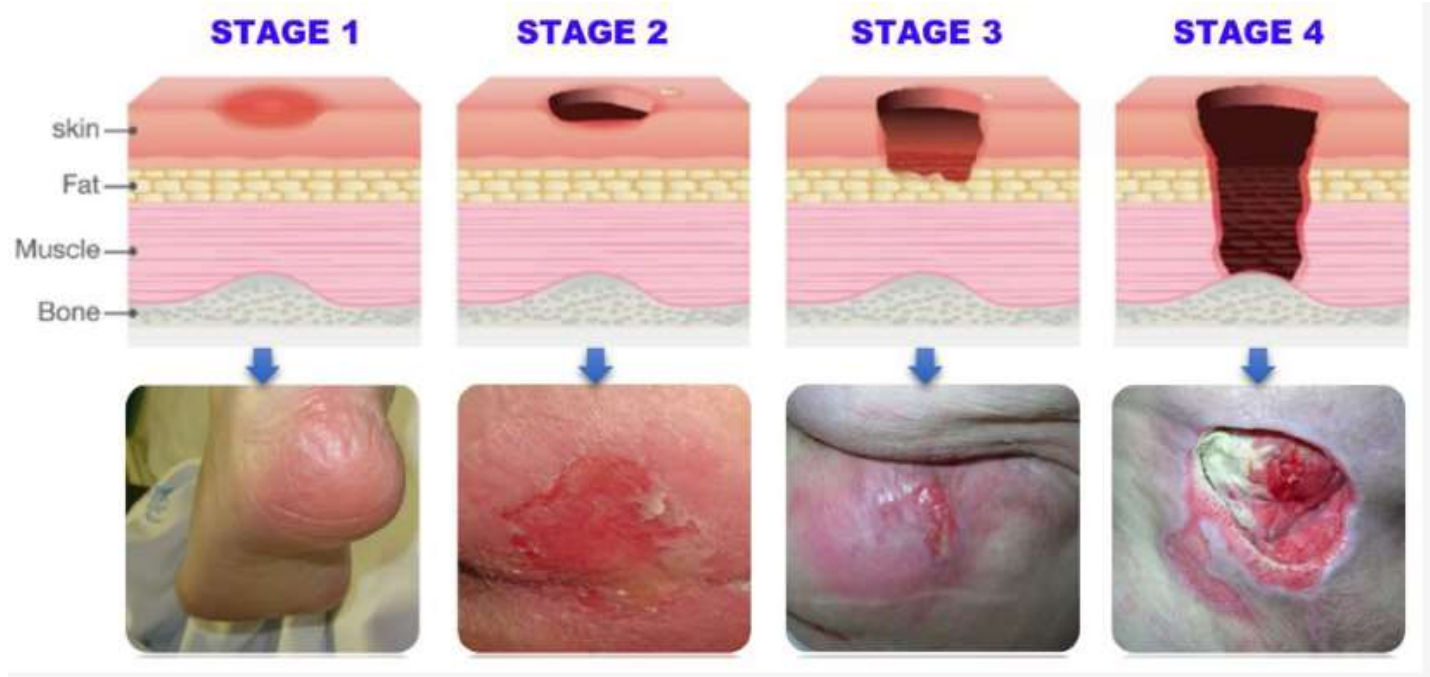 STAGE 1
STAGE 2
STAGE 3
STAGE 4
skin
Fat
Muscle
Bone